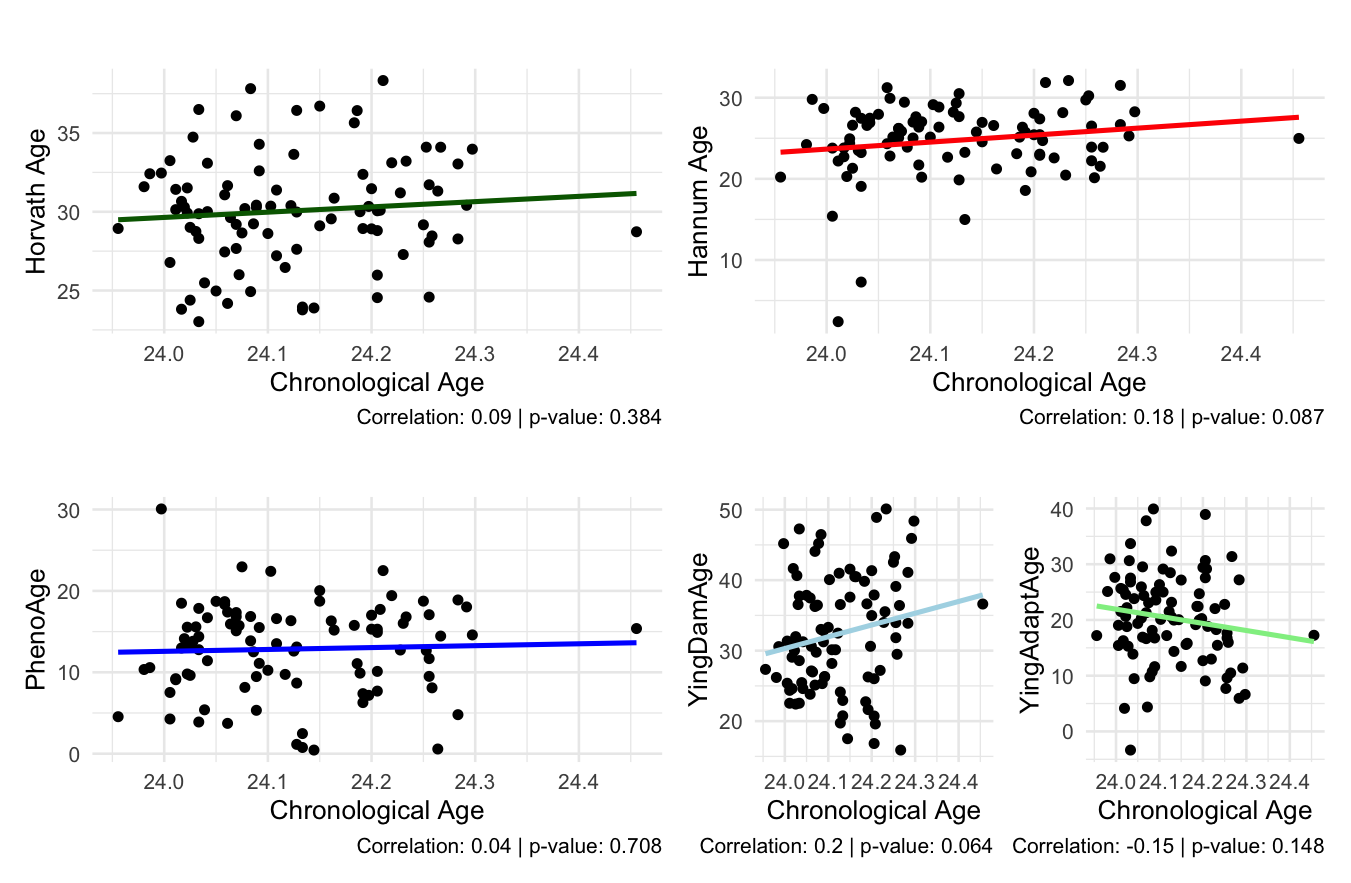 Horvath Age
35
30
25
24.0 24.1 24.2 24.3 24.4
Chronological Age
Correlation: 0.09 | p-value: 0.384
Hannum Age
30
20
10
24.0 24.1 24.2 24.3 24.4
Chronological Age
Correlation: 0.18 | p-value: 0.087
PhenoAge
30
20
10
0
24.0 24.1 24.2 24.3 24.4
Chronological Age
Correlation: 0.04 | p-value: 0.708
YingDamAge
50
40
30
20
24.0 24.1 24.2 24.3 24.4
Chronological Age
Correlation: 0.2 | p-value: 0.064
YingAdaptAge
40
30
20
10
0
24.0 24.1 24.2 24.3 24.4
Chronological Age
Correlation: -0.15 | p-value: 0.148